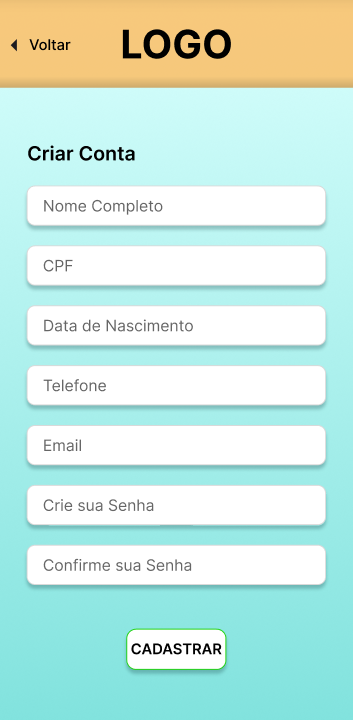 Voltar
LOGO
Criar Conta
Nome Completo
CPF
Data de Nascimento
Telefone
Email
Crie sua Senha
Confirme sua Senha
CADASTRAR